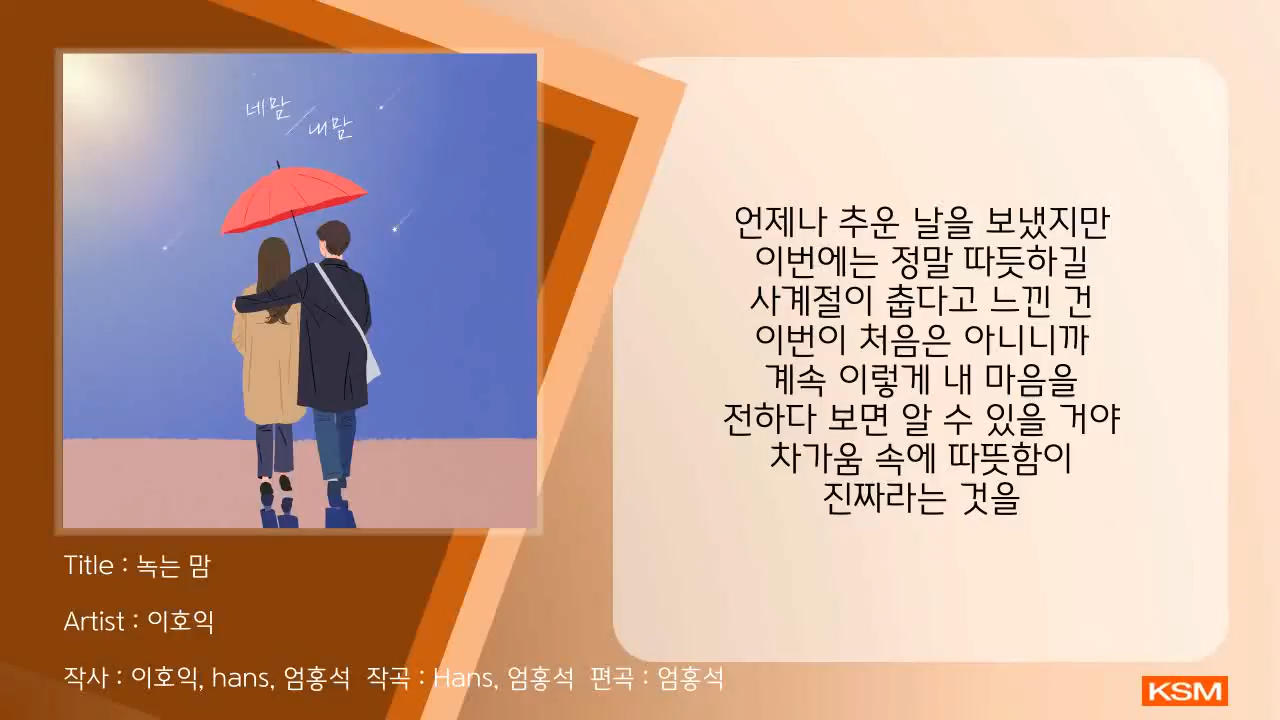 네맘
/ 내맘
언제나 추운 날을 보냈지만
이번에는 정말 따듯하길
사계절이 춥다고 느낀 건
이번이 처음은 아니니까
계속 이렇게 내 마음을
전하다 보면 알 수 있을 거야
차가움 속에 따뜻함이
진짜라는 것을
Title : 녹는 맘
Artist : 이호익
작사 : 이호익, hans, 엄홍석 작곡 : Hans, 엄홍석 편곡 : 엄홍석
KSM